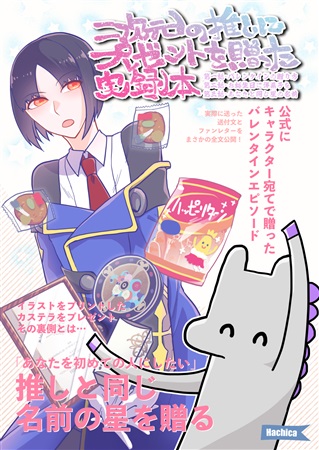 2次元の推しに
プレゼントを贈った
実録本
実際に送った
送付文と
ファンレターを
まさかの全文公開！
公式に
キャラクター宛てで贈った
バレンタインエピソード
ハッピーリターン
イラストをプリントした
カステラをプレゼント
その裏側とは…
「あなたを初めての人にしたい」
推しと同じ
名前の星を贈る
Hachica